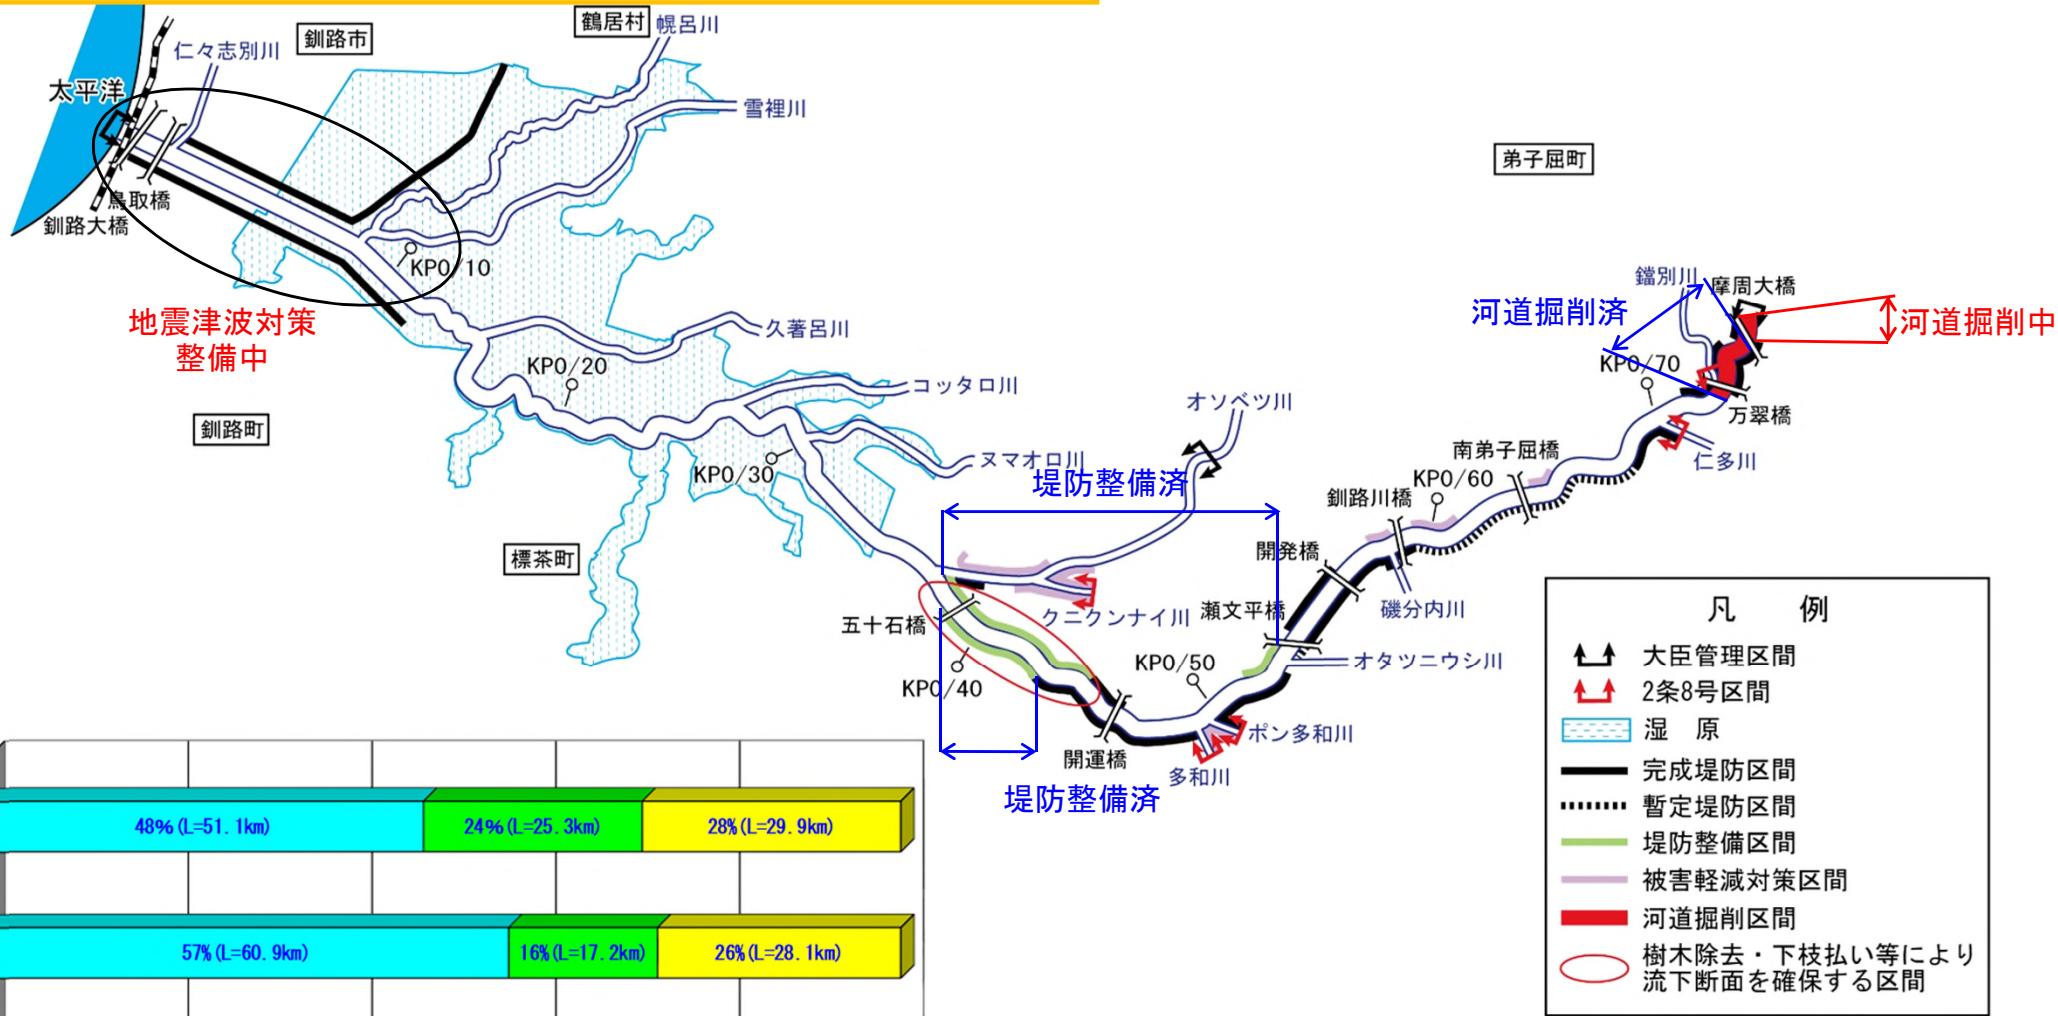 釧路市
鶴居村
幌呂川
仁々志別川
太平洋
雪裡川
弟子屈町
鳥取橋
釧路大橋
KP0/10
地震津波対策
整備中
久著呂川
KP0/20
コッタロ川
釧路町
KP0/30
ヌマオロ川
オソベツ川
堤防整備済
標茶町
五十石橋
KP0/40
クニクンナイ川
瀬文平橋
開発橋
釧路川橋
KP0/60
南弟子屈橋
KP0/50
磯分内川
オタツニウシ川
ポン多和川
多和川
開運橋
堤防整備済
鐺別川
摩周大橋
河道掘削済
河道掘削中
KP0/70
万翠橋
仁多川
48%(L=51.1km)
24%(L=25.3km)
28%(L=29.9km)
57%(L=60.9km)
16%(L=17.2km)
26%(L=28.1km)
凡 例
大臣管理区間
2条8号区間
湿 原
完成堤防区間
暫定堤防区間
堤防整備区間
被害軽減対策区間
河道掘削区間
樹木除去・下枝払い等により
流下断面を確保する区間